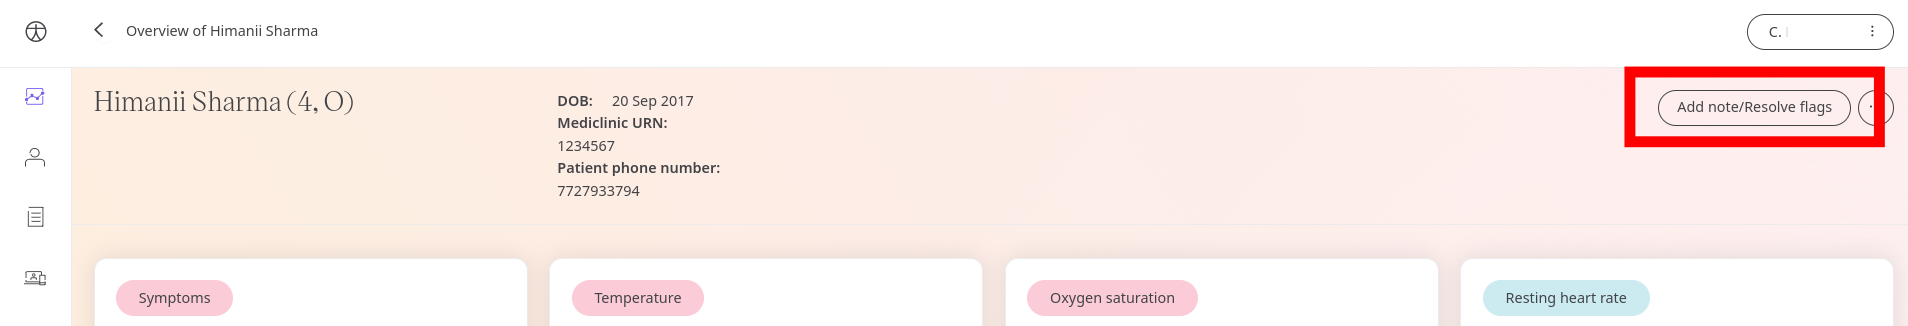 Overview of Himanii Sharma
C.
Himanii Sharma (4, O)
DOB: 20 Sep 2017
Mediclinic URN:
1234567
Patient phone number:
7727933794
Add note/Resolve flags
Symptoms
Temperature
Oxygen saturation
Resting heart rate